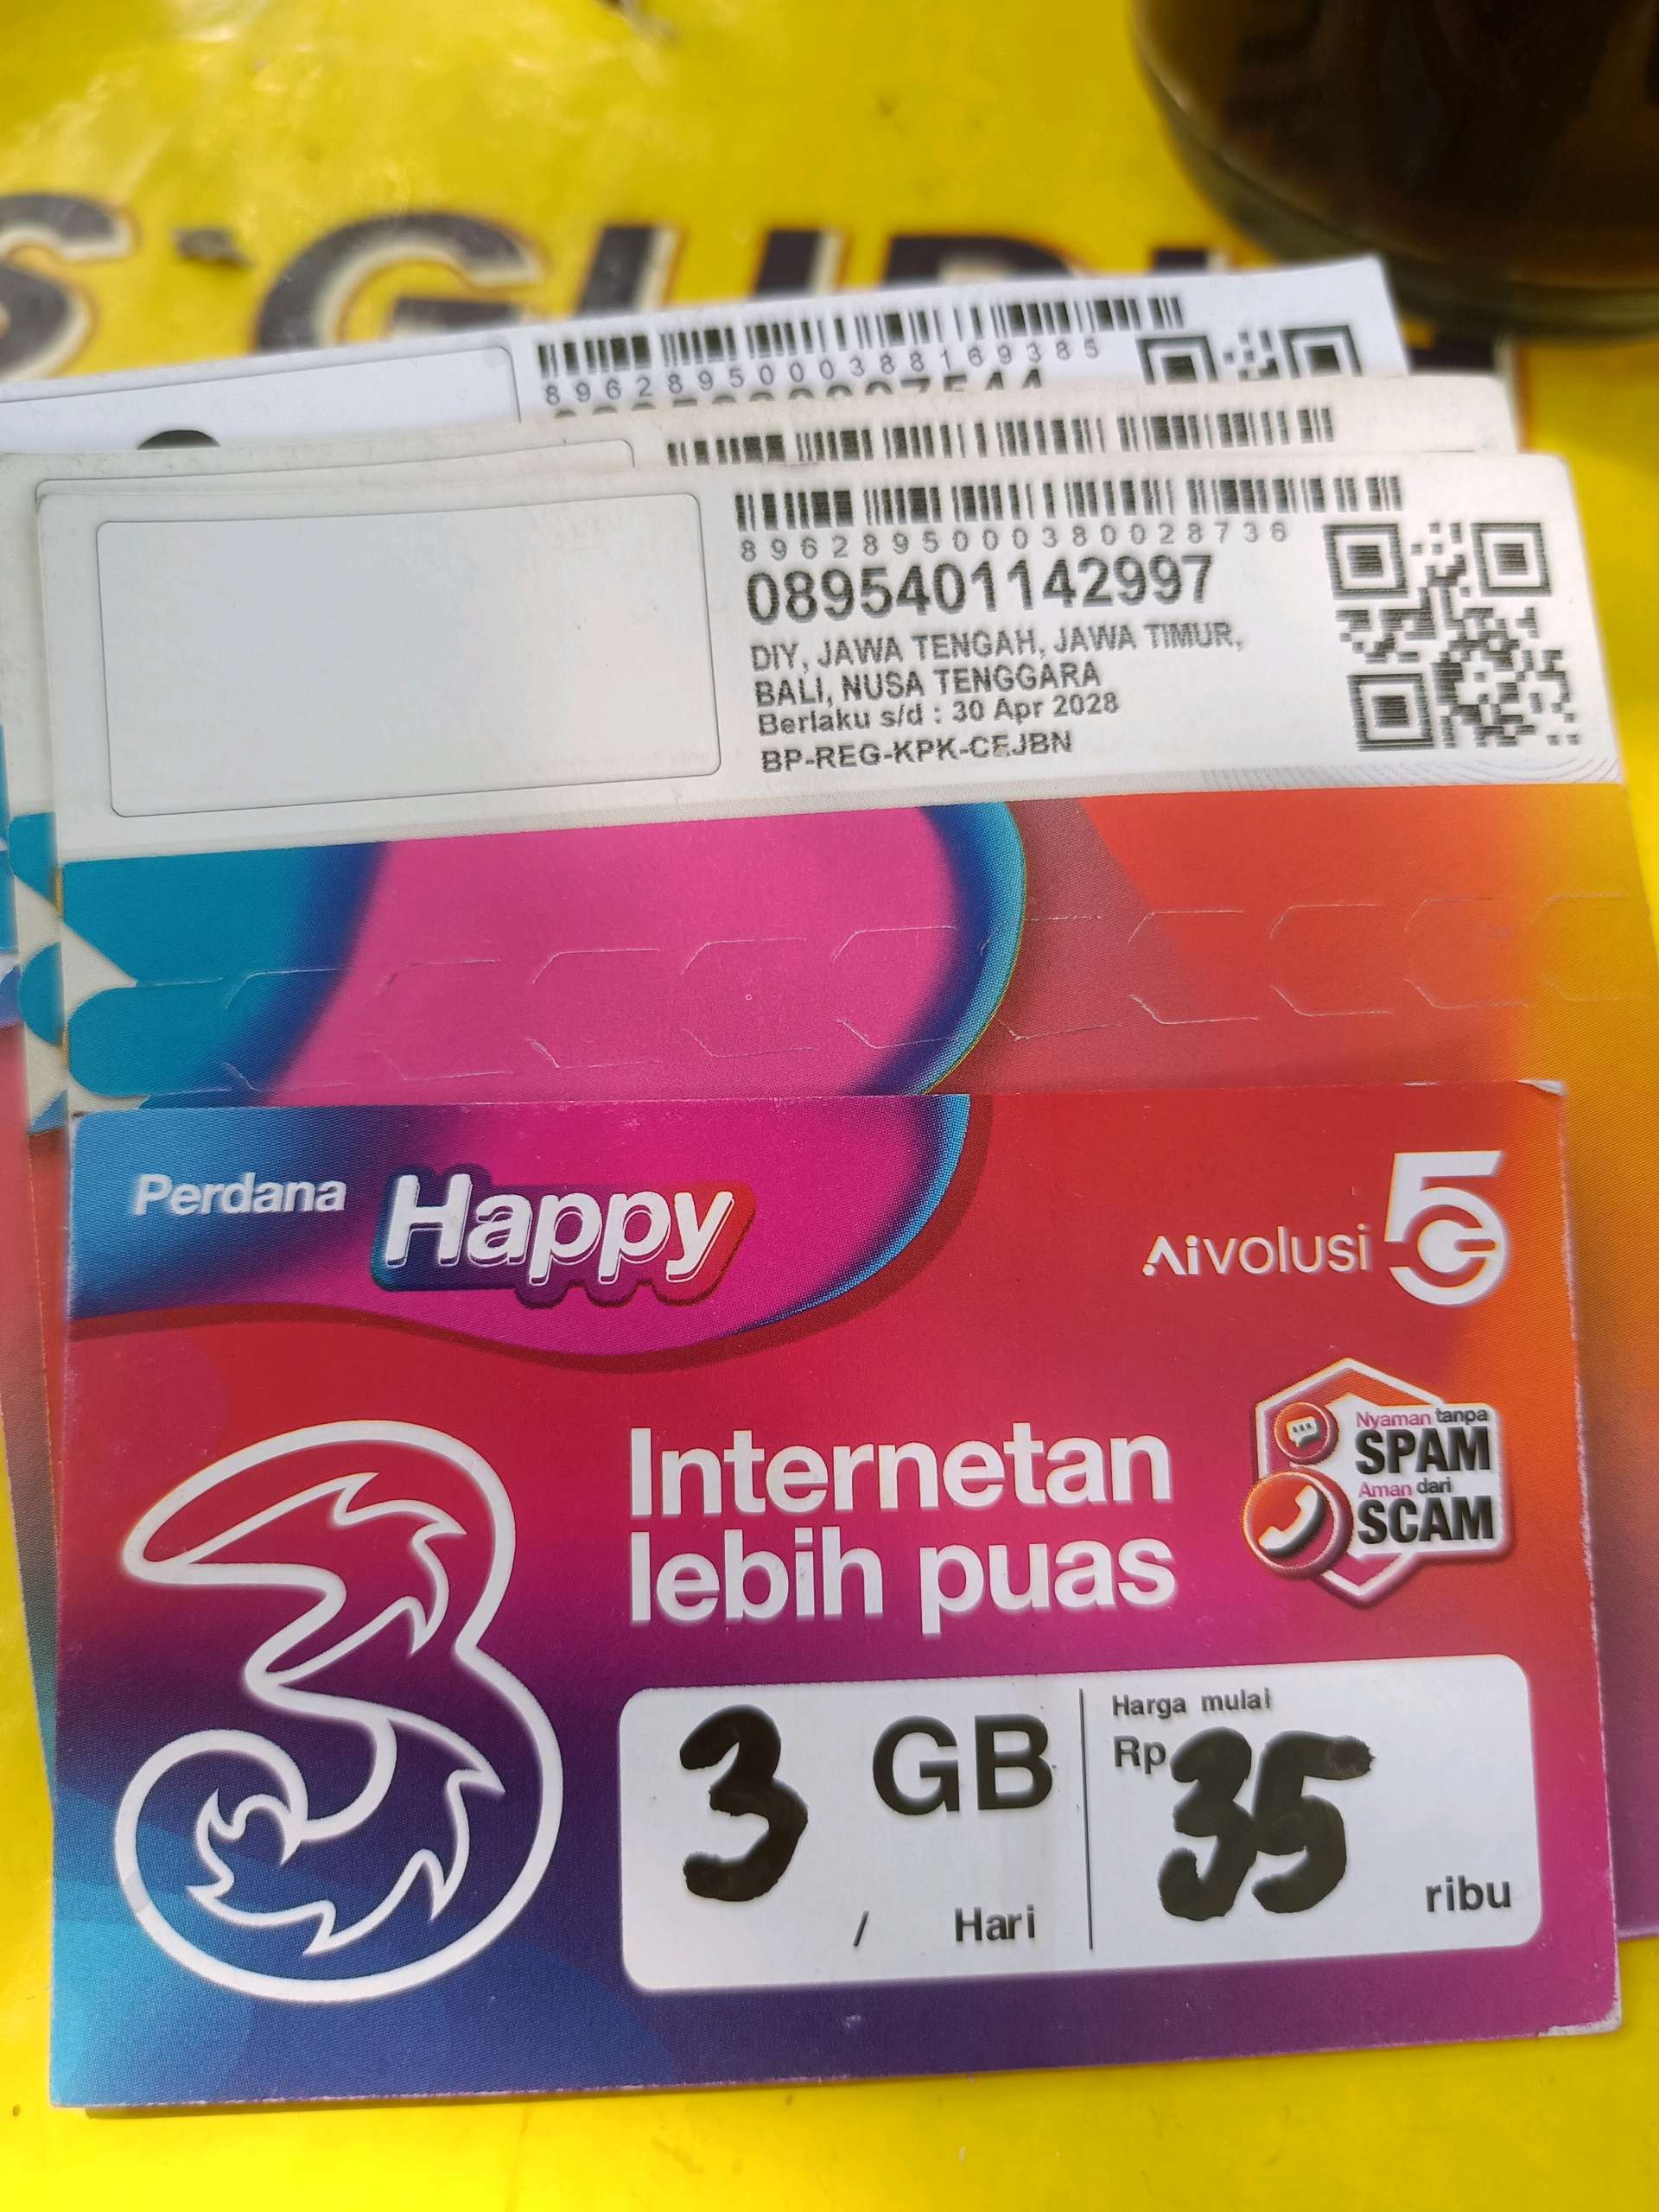 S GUDI
8962895000388169385
8962895000380028736
0895401142997
DIY, JAWA TENGAH, JAWA TIMUR,
BALI, NUSA TENGGARA
Berlaku s/d : 30 Apr 2028
BP-REG-KPK-CEJBN
Perdana Happy
Aivolusi 5G
Nyaman tanpa
SPAM
Aman dari
SCAM
3
Internetan
lebih puas
3 GB
/ Hari
Harga mulai
Rp 35
ribu